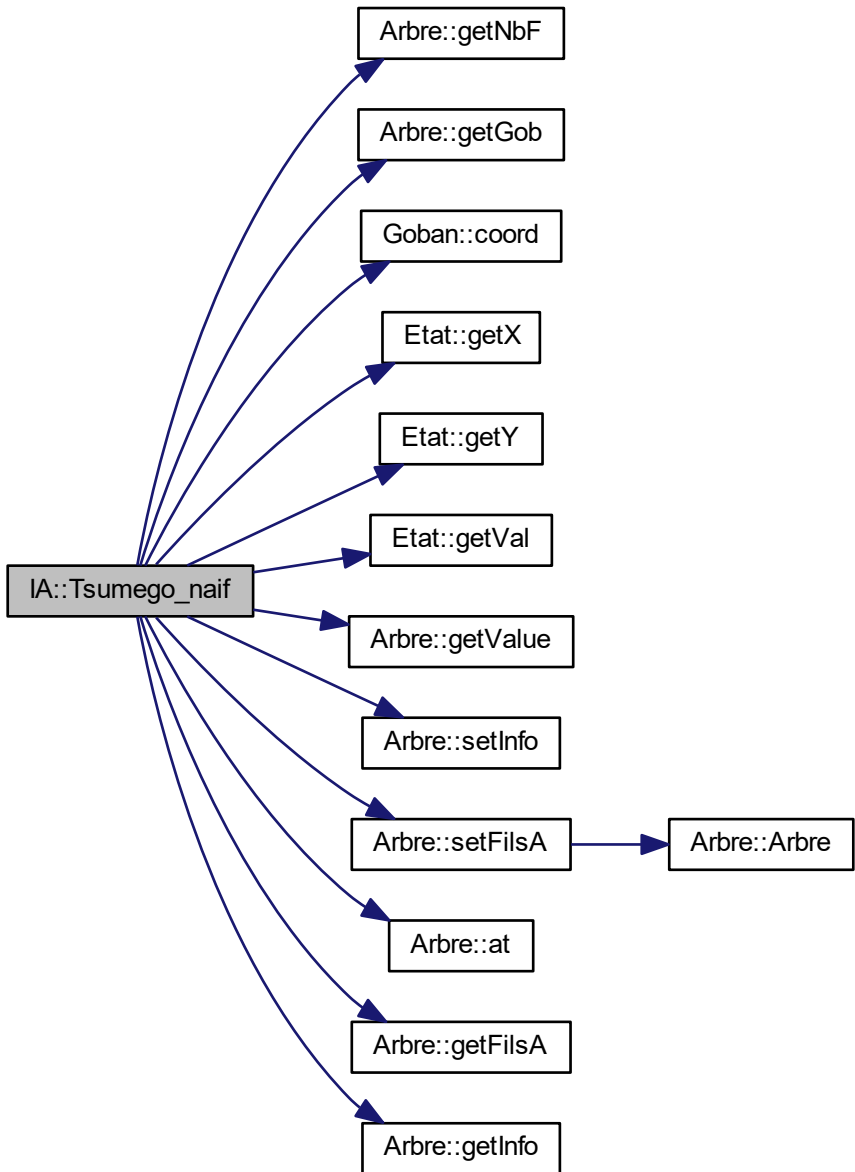 Arbre::getNbF
Arbre::getGob
Goban::coord
Etat::getX
Etat::getY
Etat::getVal
IA::Tsumego_naif
Arbre::getValue
Arbre::setInfo
Arbre::setFilsA
Arbre::Arbre
Arbre::at
Arbre::getFilsA
Arbre::getInfo